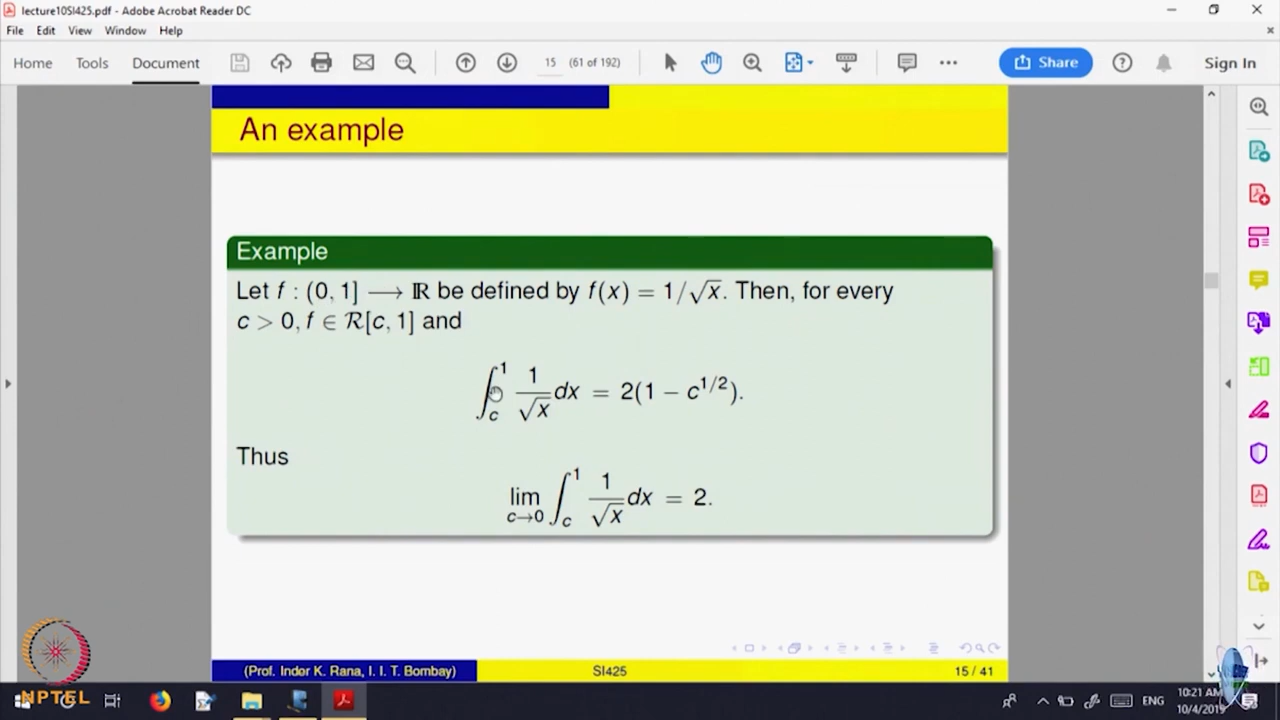 lecture10SI425.pdf - Adobe Acrobat Reader DC
File Edit View Window Help
Home Tools Document 15 (61 of 192) Share Sign In
An example
Example
Let f : (0, 1] ⟶ ℝ be defined by f(x) = 1/√x. Then, for every
c > 0, f ∈ ℛ[c, 1] and
∫_c^1 1/√x dx = 2(1 − c^{1/2}).
Thus
lim_{c→0} ∫_c^1 1/√x dx = 2.
(Prof. Inder K. Rana, I. I. T. Bombay) SI425 15 / 41
NPTEL
ENG
10:21 AM
10/4/2019